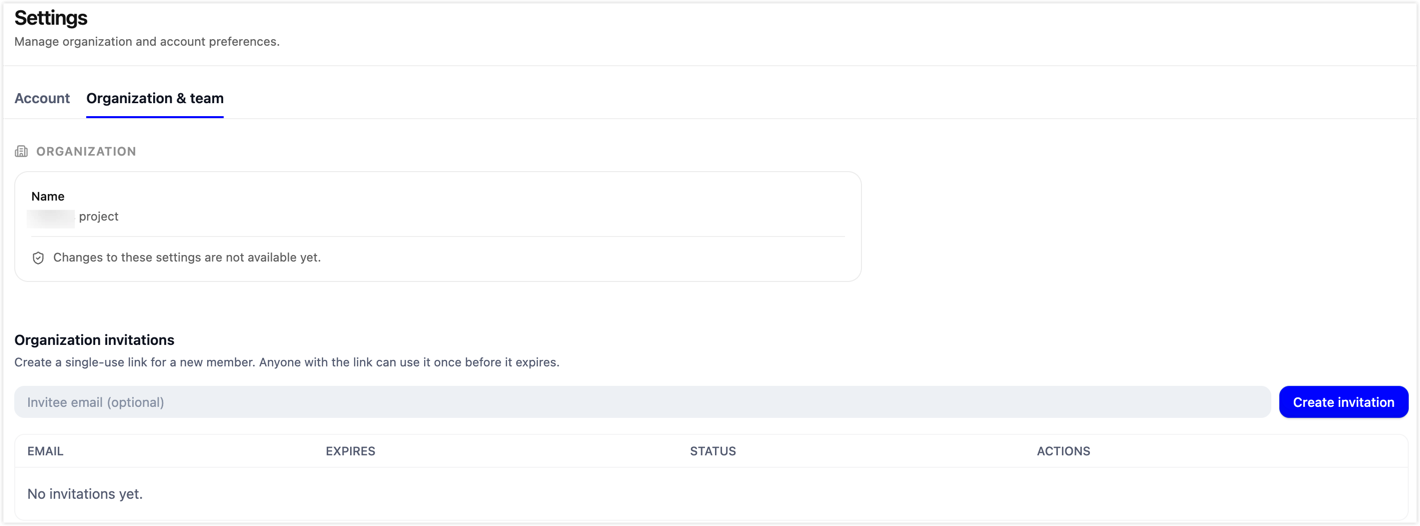 Settings
Manage organization and account preferences.
Account Organization & team
ORGANIZATION
Name
project
Changes to these settings are not available yet.
Organization invitations
Create a single-use link for a new member. Anyone with the link can use it once before it expires.
Invitee email (optional) Create invitation
EMAIL EXPIRES STATUS ACTIONS
No invitations yet.